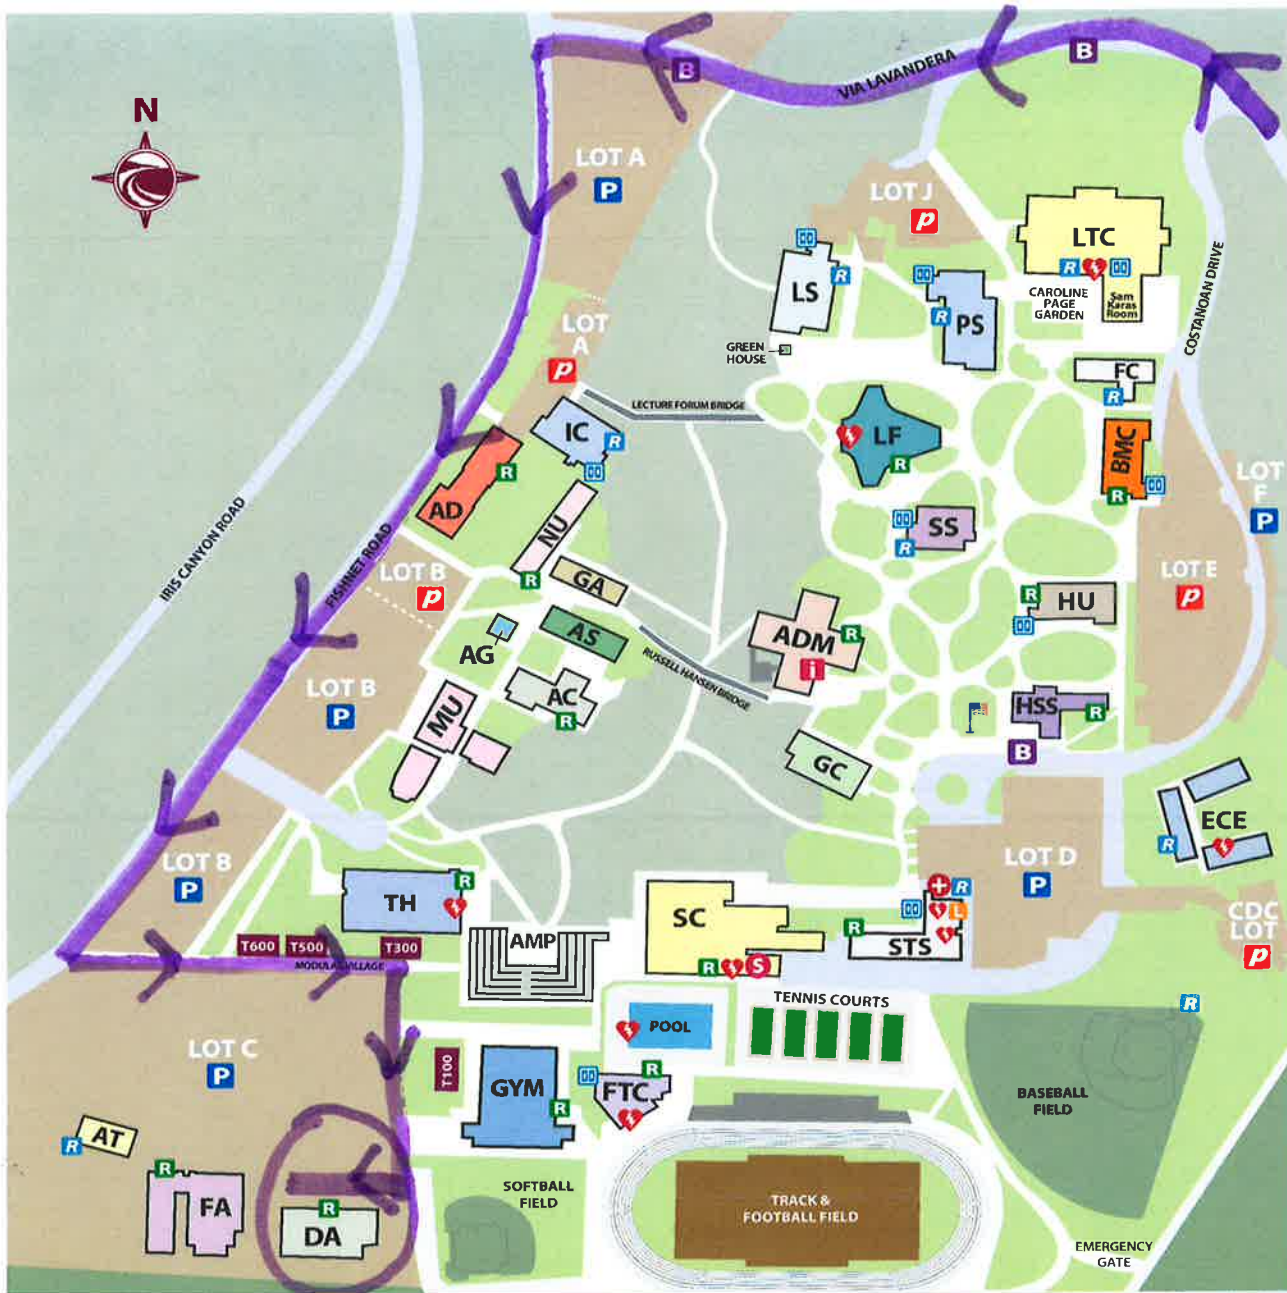 N
B
B
VIA LAVANDERA
LOT A
P
LOT J
P
LTC
R
CAROLINE
PAGE
GARDEN
Sam
Karas
Room
COSTANOAN DRIVE
LS
R
PS
R
GREEN
HOUSE
LOT
A
P
FC
R
LECTURE FORUM BRIDGE
IC
R
LF
R
BMC
R
LOT
F
P
AD
R
NU
R
SS
R
IRIS CANYON ROAD
FISHNET ROAD
LOT B
P
GA
LOT E
P
HU
R
AG
AS
ADM
R
i
RUSSELL HANSEN BRIDGE
LOT B
P
MU
AC
R
HSS
R
B
GC
ECE
R
LOT B
P
TH
R
LOT D
P
SC
R
S
STS
R
R
L
CDC
LOT
P
T600
T500
T300
MODULAR VILLAGE
AMP
TENNIS COURTS
R
POOL
LOT C
P
T100
GYM
R
FTC
R
BASEBALL
FIELD
AT
R
FA
R
DA
R
SOFTBALL
FIELD
TRACK &
FOOTBALL FIELD
EMERGENCY
GATE